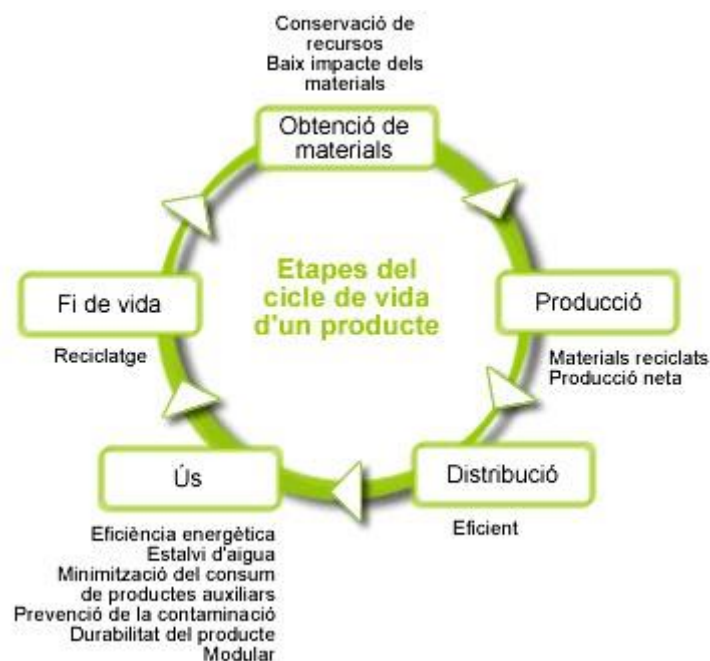 Conservació de
recursos
Baix impacte dels
materials
Obtenció de
materials
Etapes del
cicle de vida
d'un producte
Fi de vida
Reciclatge
Producció
Materials reciclats
Producció neta
Ús
Eficiència energètica
Estalvi d'aigua
Minimització del consum
de productes auxiliars
Prevenció de la contaminació
Durabilitat del producte
Modular
Distribució
Eficient